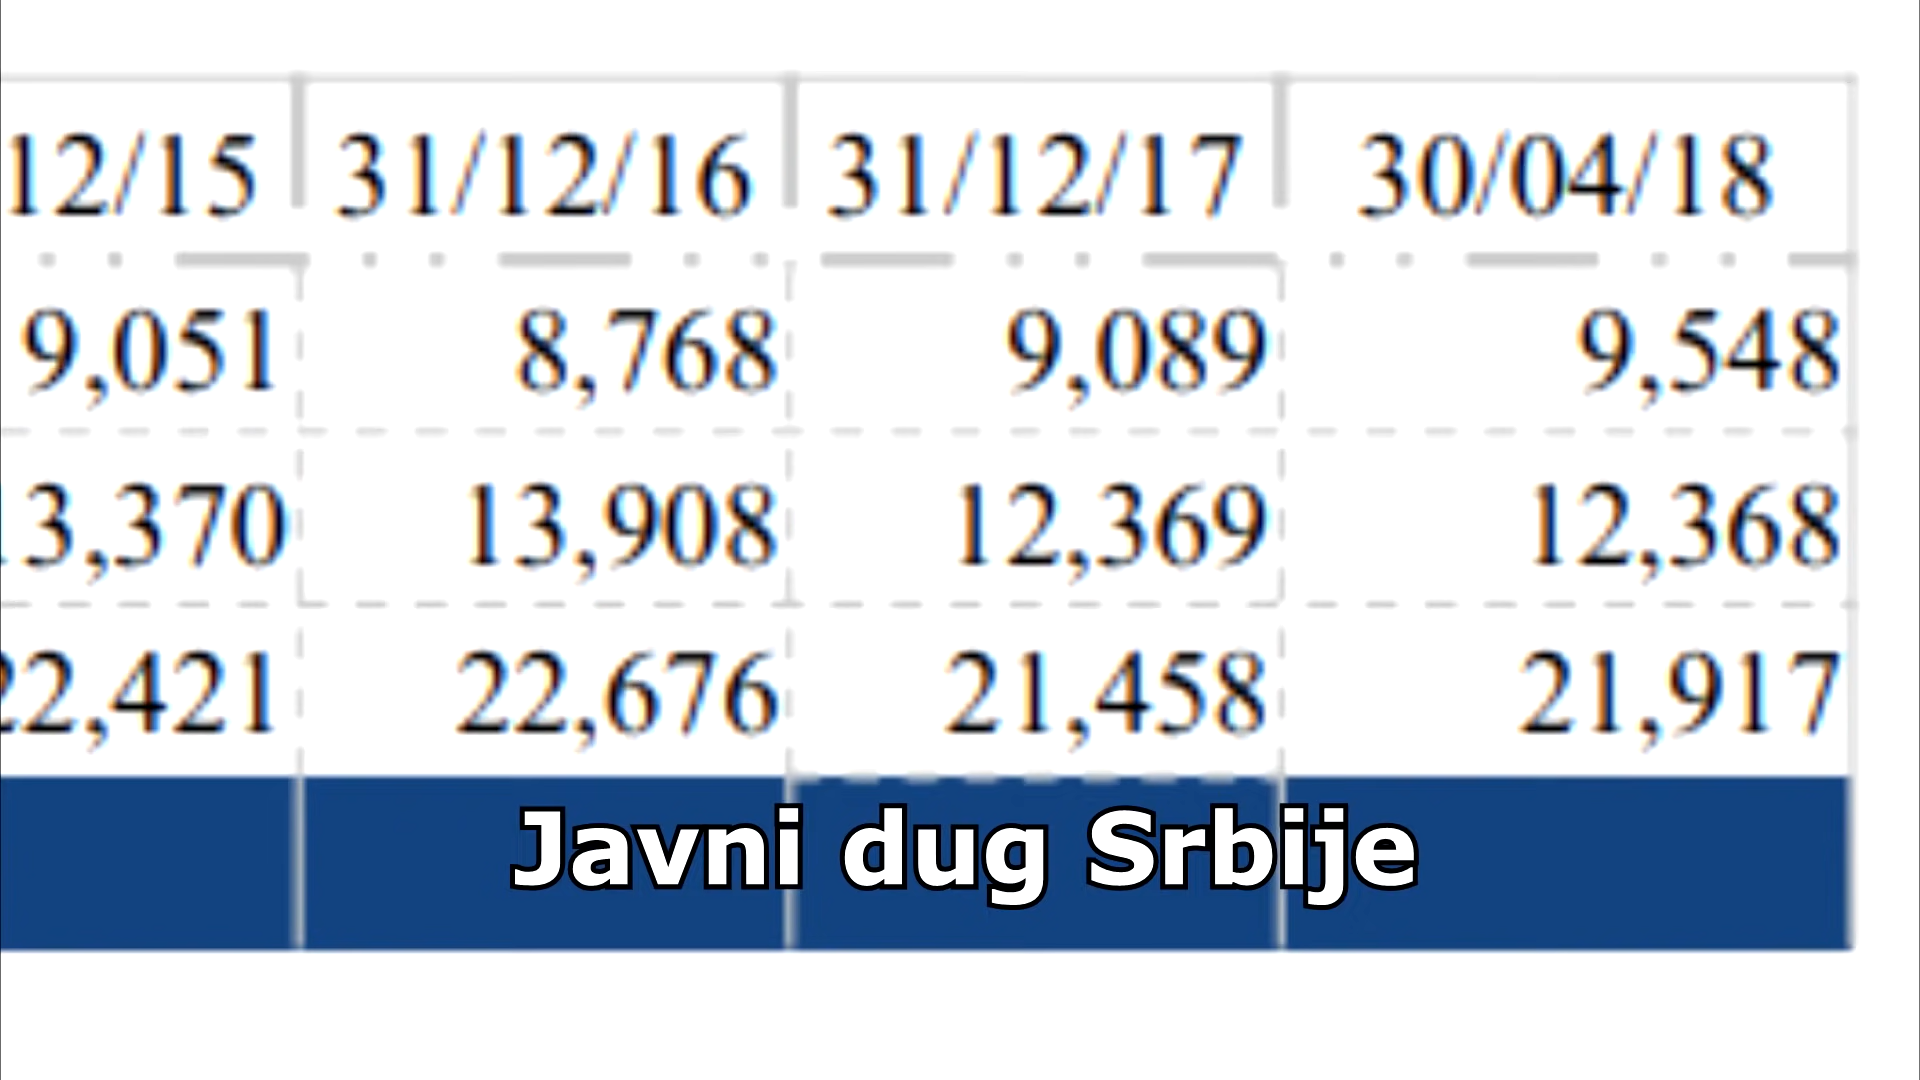 12/15 31/12/16 31/12/17 30/04/18
9,051 8,768 9,089 9,548
3,370 13,908 12,369 12,368
22,421 22,676 21,458 21,917
Javni dug Srbije